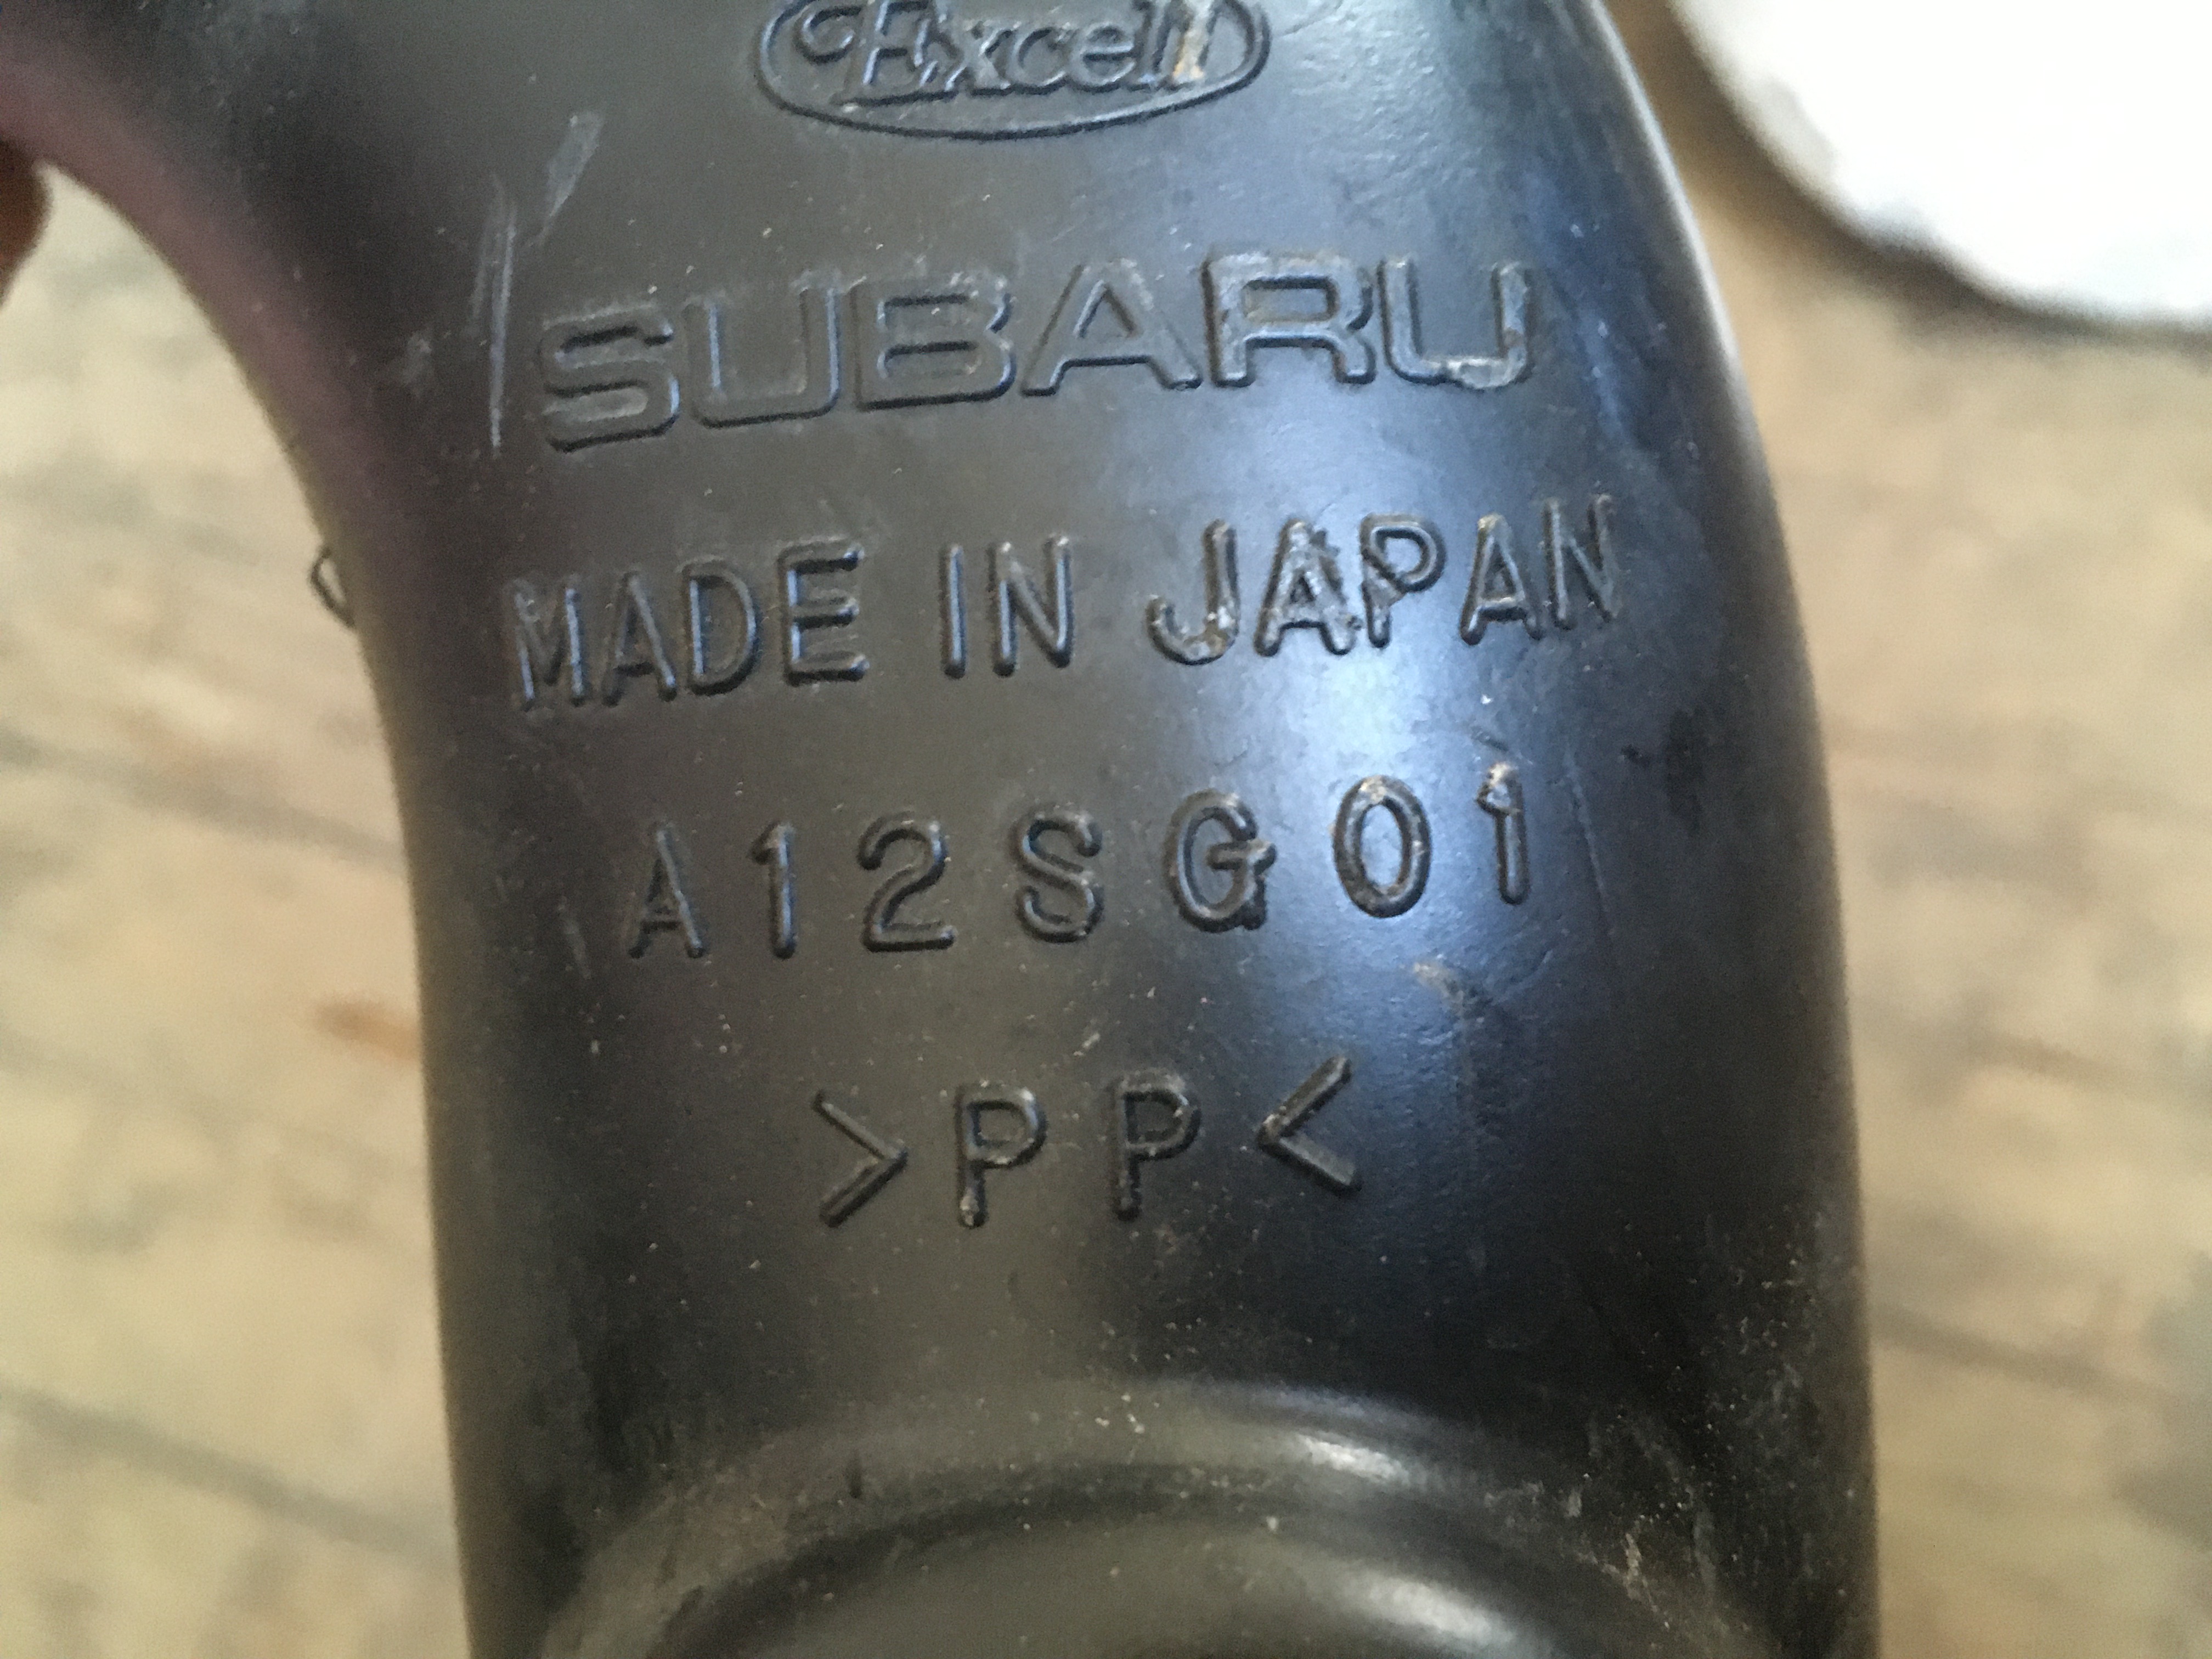 Excell
SUBARU
MADE IN JAPAN
A12SG01
>PP<